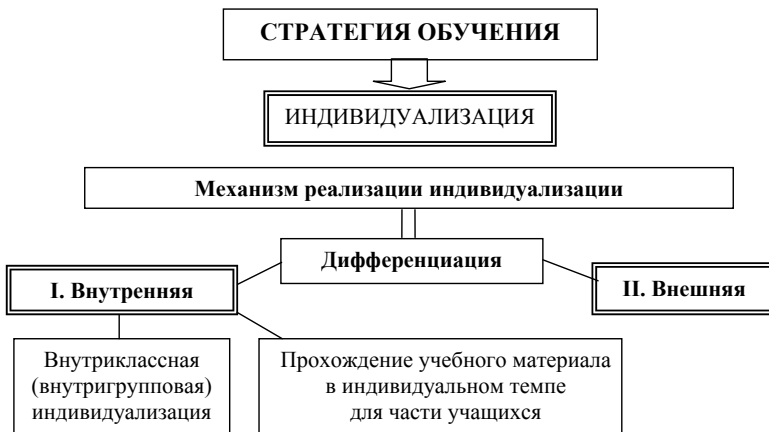 СТРАТЕГИЯ ОБУЧЕНИЯ
ИНДИВИДУАЛИЗАЦИЯ
Механизм реализации индивидуализации
Дифференциация
I. Внутренняя
II. Внешняя
Внутриклассная
(внутригрупповая)
индивидуализация
Прохождение учебного материала
в индивидуальном темпе
для части учащихся